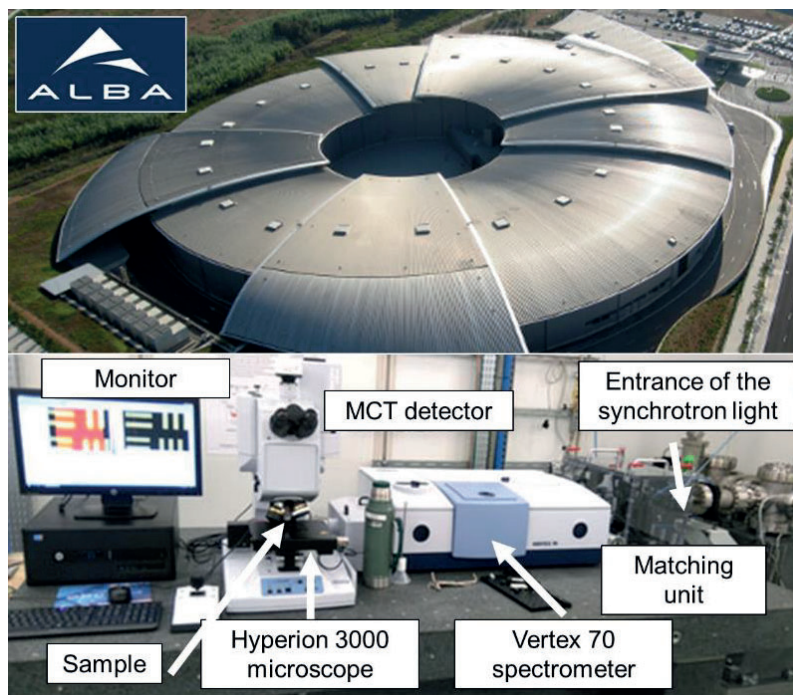 ALBA
Monitor
MCT detector
Entrance of the
synchrotron light
Matching
unit
Sample
Hyperion 3000
microscope
Vertex 70
spectrometer